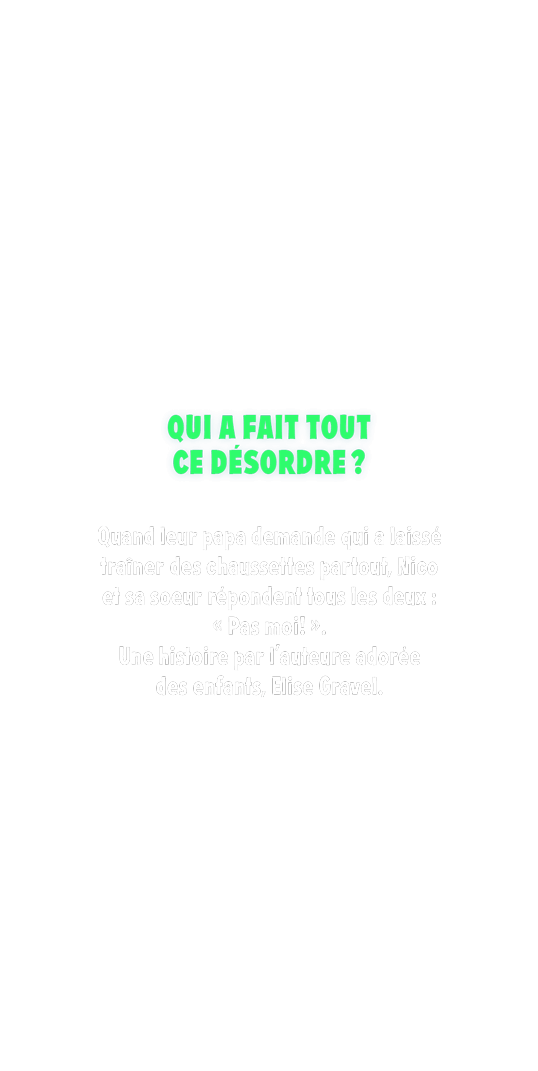 QUI A FAIT TOUT
CE DÉSORDRE ?
Quand leur papa demande qui a laissé
traîner des chaussettes partout, Nico
et sa soeur répondent tous les deux :
« Pas moi! ».
Une histoire par l'auteure adorée
des enfants, Elise Gravel.